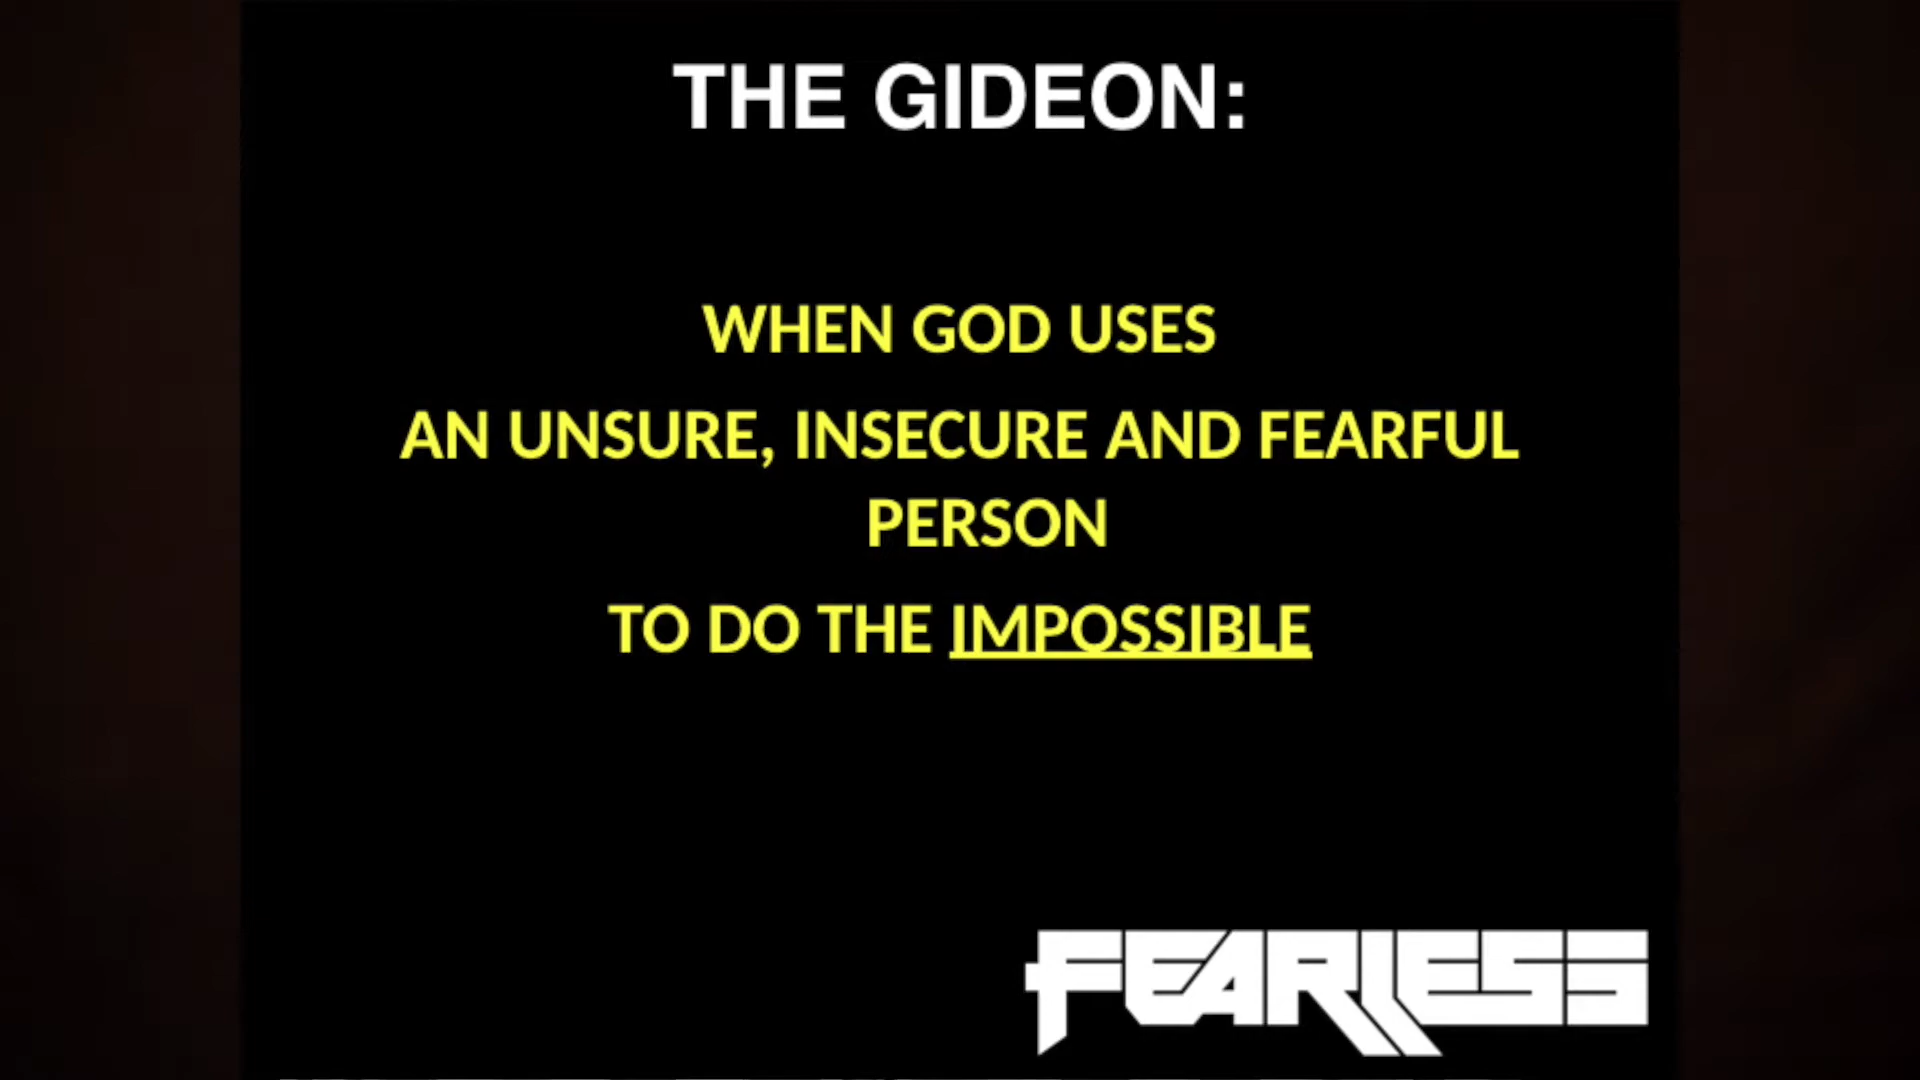 THE GIDEON:
WHEN GOD USES
AN UNSURE, INSECURE AND FEARFUL
PERSON
TO DO THE IMPOSSIBLE
FEARLESS